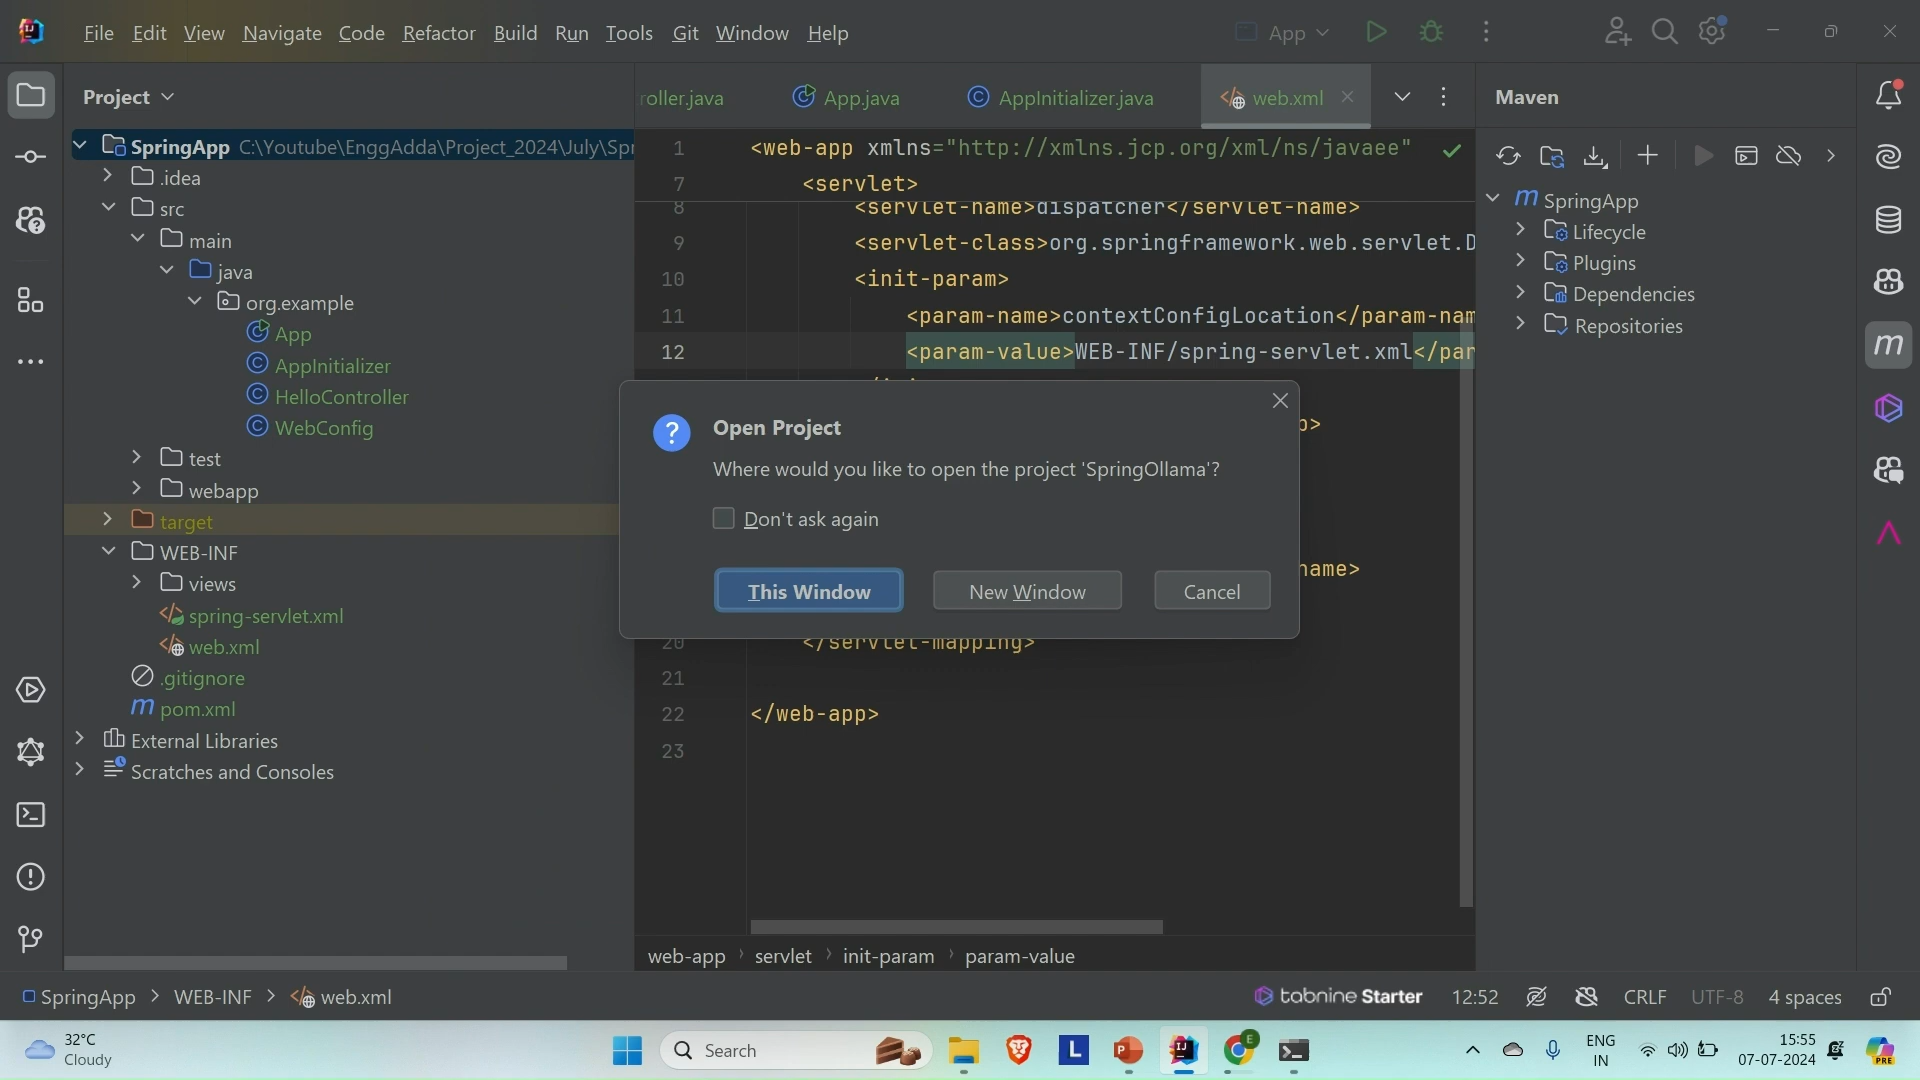 File Edit View Navigate Code Refactor Build Run Tools Git Window Help
App
Project
roller.java
App.java
AppInitializer.java
web.xml
Maven
SpringApp C:\Youtube\EnggAdda\Project_2024\July\Spr
.idea
src
main
java
org.example
App
AppInitializer
HelloController
WebConfig
test
webapp
target
WEB-INF
views
spring-servlet.xml
web.xml
.gitignore
pom.xml
External Libraries
Scratches and Consoles
1 <web-app xmlns="http://xmlns.jcp.org/xml/ns/javaee"
7 <servlet>
8 <servlet-name>dispatcher</servlet-name>
9 <servlet-class>org.springframework.web.servlet.D
10 <init-param>
11 <param-name>contextConfigLocation</param-nam
12 <param-value>WEB-INF/spring-servlet.xml</par
p>
name>
20 </servlet-mapping>
21
22 </web-app>
23
Open Project
Where would you like to open the project 'SpringOllama'?
Don't ask again
This Window
New Window
Cancel
SpringApp
Lifecycle
Plugins
Dependencies
Repositories
web-app › servlet › init-param › param-value
SpringApp > WEB-INF > web.xml
tabnine Starter
12:52
CRLF
UTF-8
4 spaces
32°C
Cloudy
Search
ENG
IN
15:55
07-07-2024